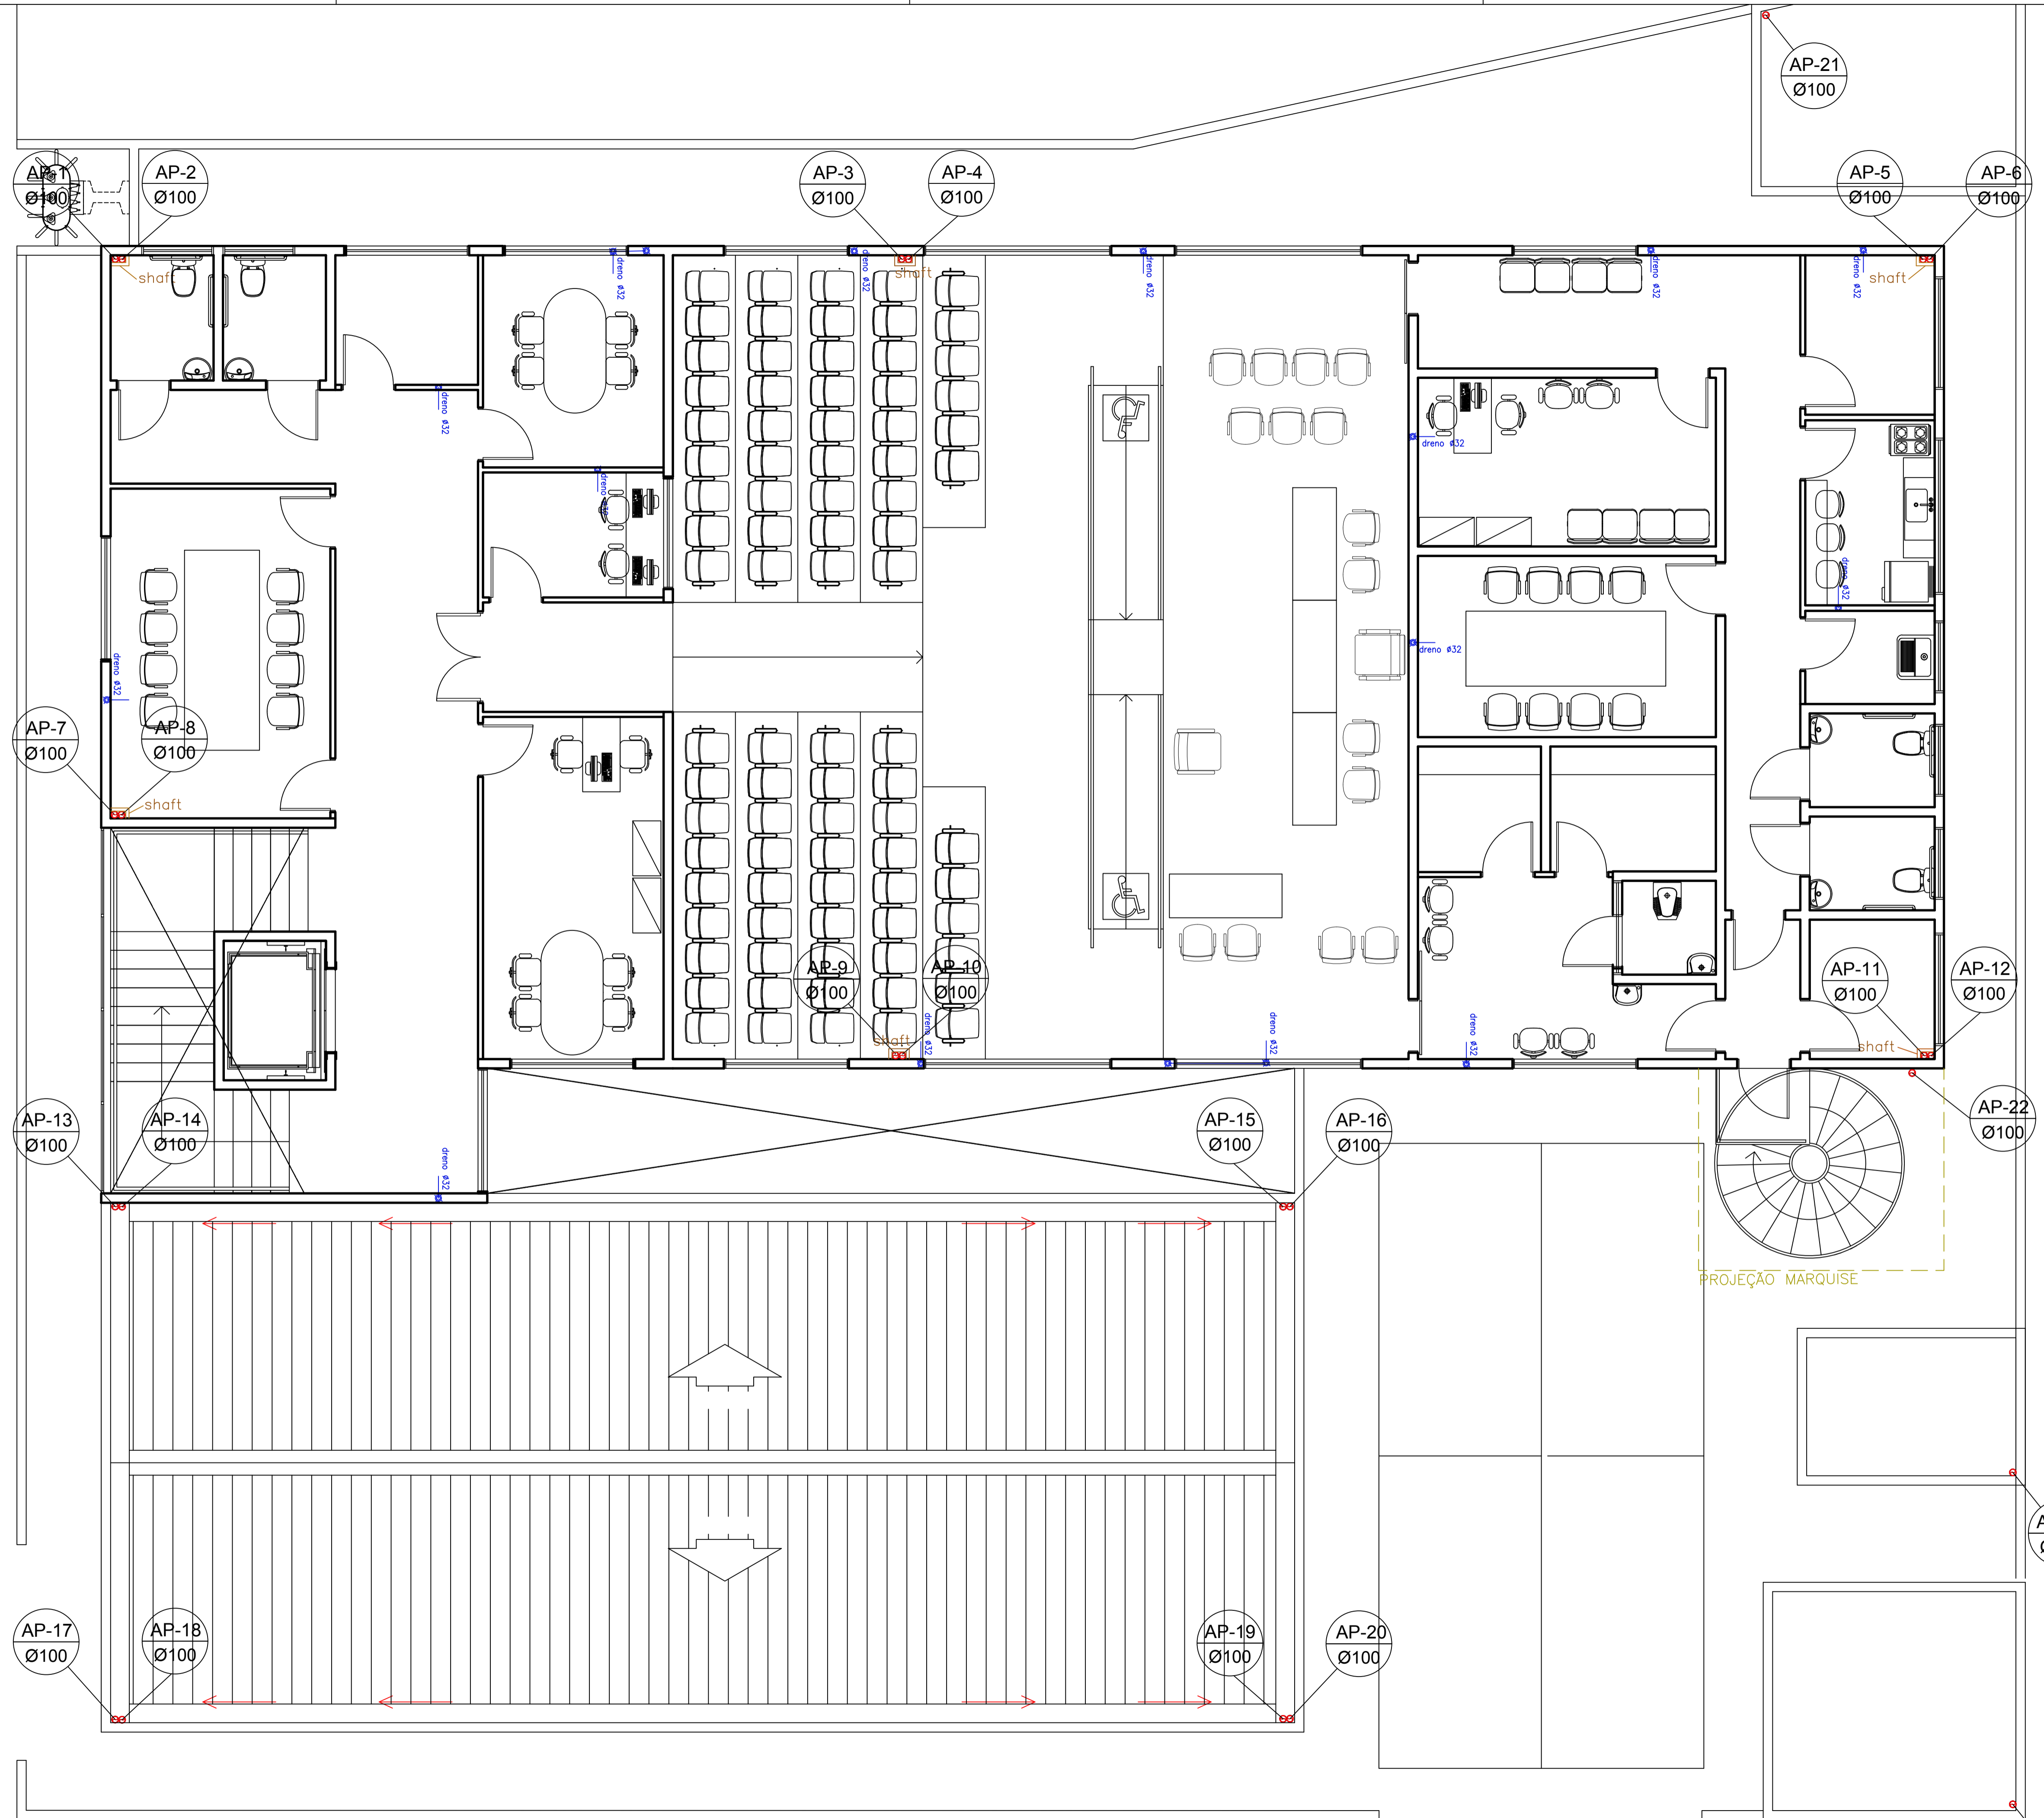 AP-21
Ø100
AP-1
Ø100
AP-2
Ø100
AP-3
Ø100
AP-4
Ø100
AP-5
Ø100
AP-6
Ø100
shaft
dreno ø32
dreno ø32
shaft
dreno ø32
dreno ø32
dreno ø32
shaft
dreno ø32
dreno ø32
dreno ø32
dreno ø32
dreno ø32
dreno ø32
AP-7
Ø100
AP-8
Ø100
shaft
AP-9
Ø100
AP-10
Ø100
AP-11
Ø100
AP-12
Ø100
shaft
dreno ø32
dreno ø32
dreno ø32
shaft
AP-13
Ø100
AP-14
Ø100
dreno ø32
AP-15
Ø100
AP-16
Ø100
AP-22
Ø100
PROJEÇÃO MARQUISE
AP-17
Ø100
AP-18
Ø100
AP-19
Ø100
AP-20
Ø100